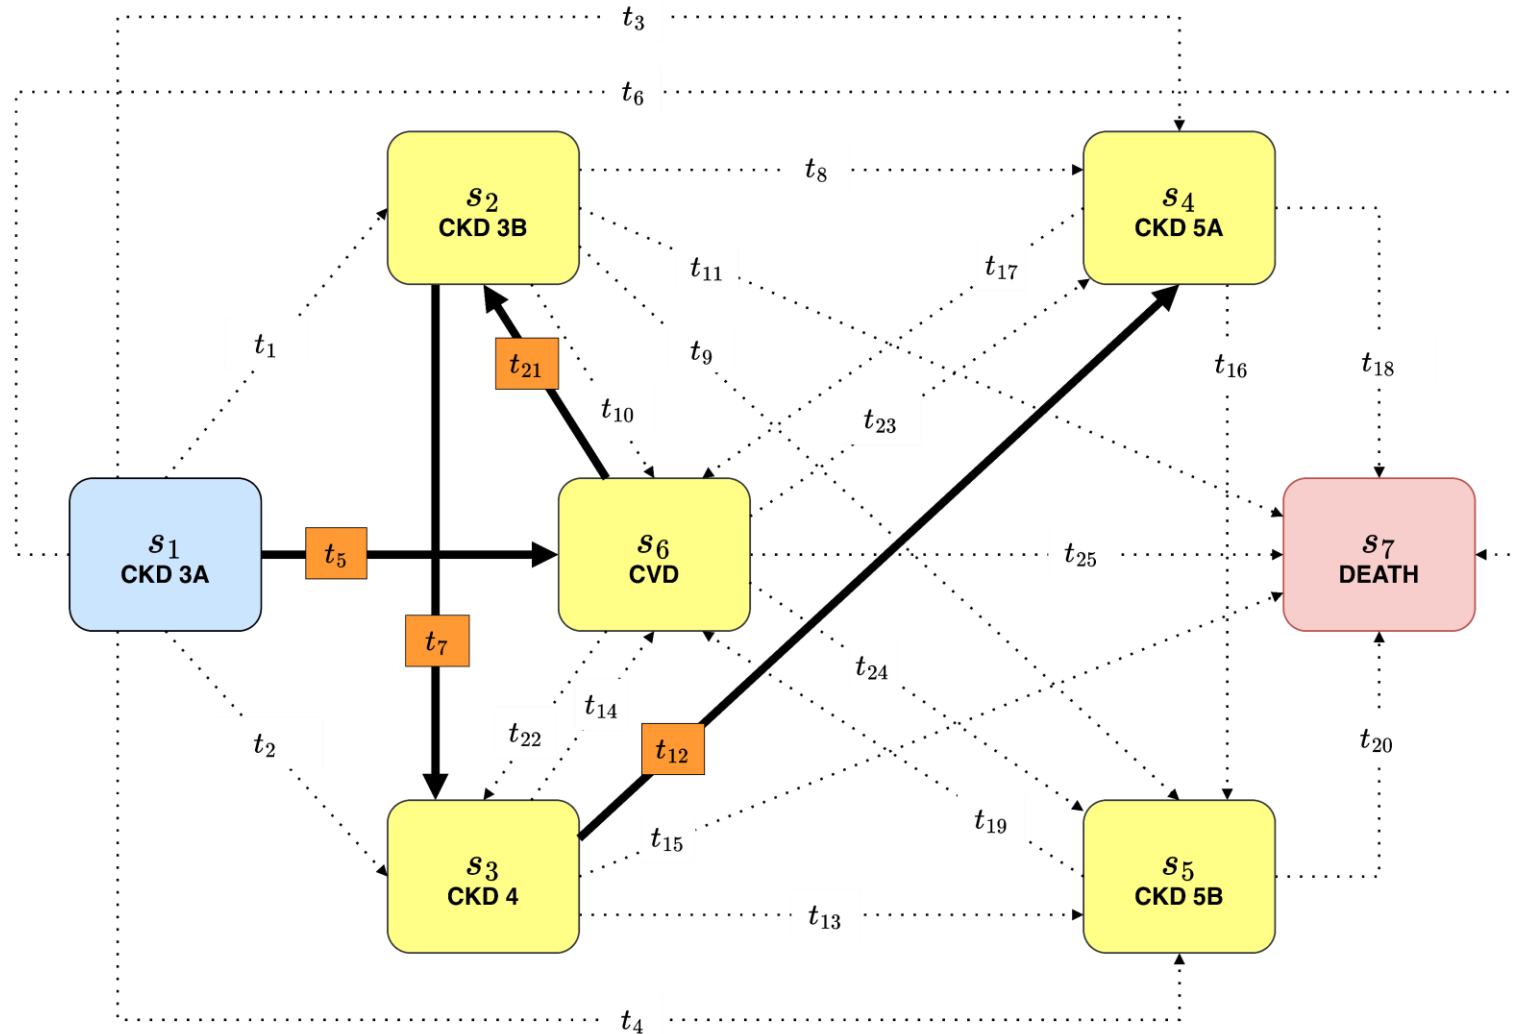 t₃
t₆
s₂
CKD 3B
t₈
s₄
CKD 5A
t₁₁
t₁₇
t₁
t₂₁
t₉
t₁₆
t₁₈
t₁₀
t₂₃
s₁
CKD 3A
t₅
s₆
CVD
t₂₅
s₇
DEATH
t₇
t₂₄
t₂
t₂₂
t₁₄
t₁₂
t₂₀
t₁₅
t₁₉
s₃
CKD 4
t₁₃
s₅
CKD 5B
t₄